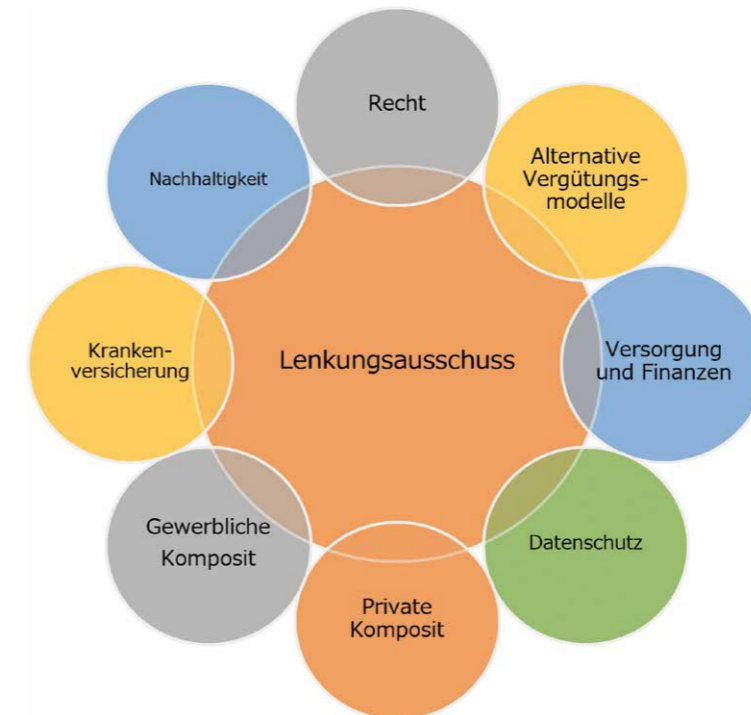 Recht
Alternative
Vergütungs-
modelle
Nachhaltigkeit
Kranken-
versicherung
Lenkungsausschuss
Versorgung
und Finanzen
Gewerbliche
Komposit
Datenschutz
Private
Komposit